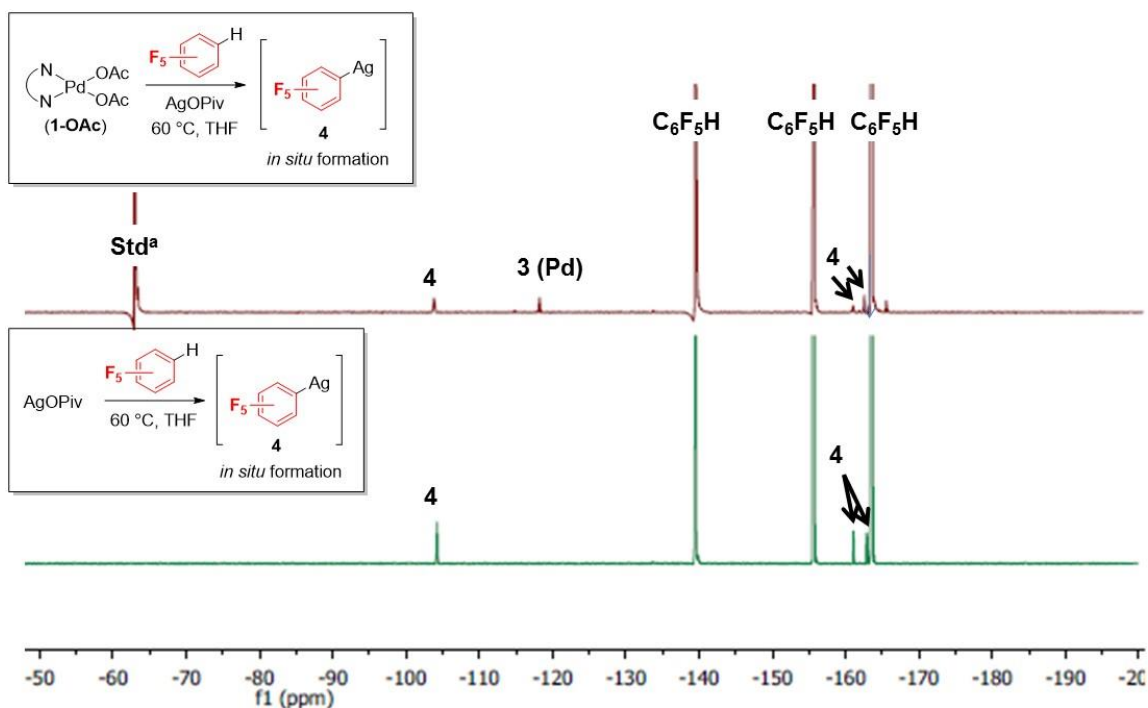 F5
H
N
N
Pd
OAc
OAc
(1-OAc)
AgOPiv
60 °C, THF
F5
Ag
4
in situ formation
C6F5H
C6F5H
C6F5H
Stdª
4
3 (Pd)
4
AgOPiv
F5
H
60 °C, THF
F5
Ag
4
in situ formation
4
4
-50 -60 -70 -80 -90 -100 -110 -120 -130 -140 -150 -160 -170 -180 -190 -20
f1 (ppm)